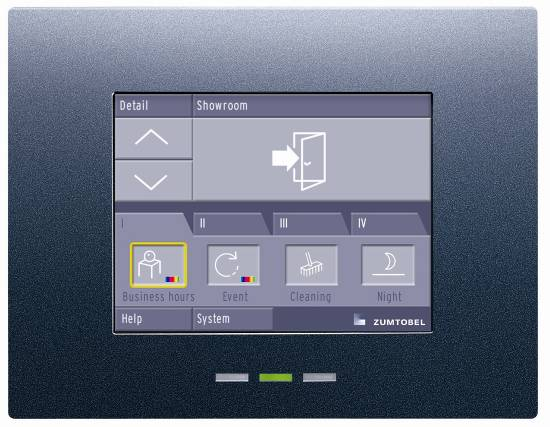 Detail
Showroom
I
II
III
IV
Business hours
Event
Cleaning
Night
Help
System
ZUMTOBEL